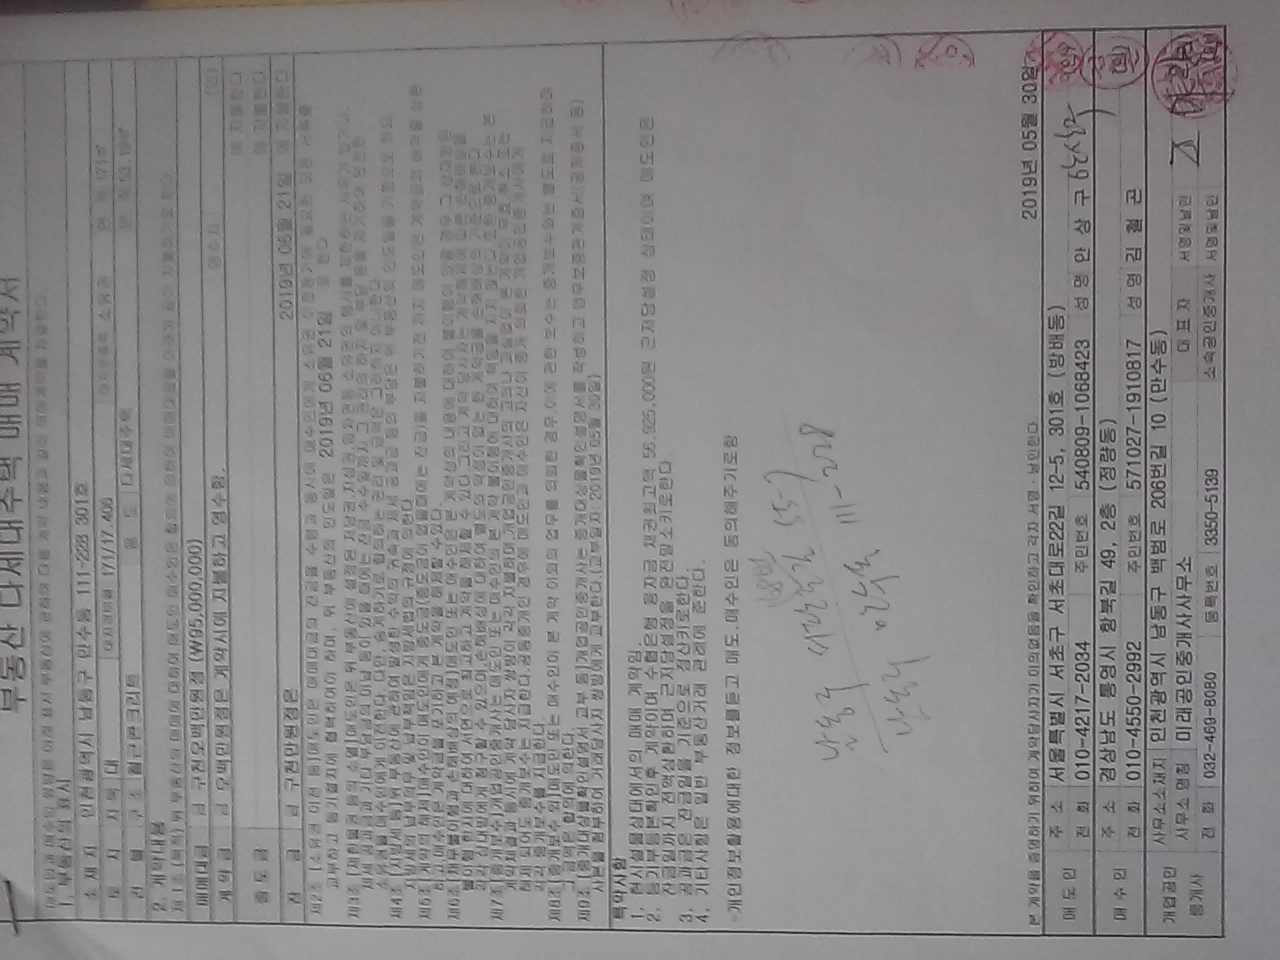 부동산 다세대주택 매매 계약서
매도인과 매수인 쌍방은 아래 표시 부동산에 관하여 다음 계약 내용과 같이 매매계약을 체결한다.
1. 부동산의 표시
소재지 인천광역시 남동구 만수동 111-228 301호
토 지 지목 대 대지권비율 171/17.406 대지권종류 소유권 면 적 171㎡
건 물 구조 철근콘크리트 용 도 다세대주택 면 적 53.19㎡
2. 계약내용
제 1조 (목적) 위 부동산의 매매에 대하여 매도인 매수인은 합의에 의하여 매매대금을 아래와 같이 지불하기로 한다.
매매대금 금 구천오백만원정 (₩95,000,000)
계 약 금 금 오백만원정은 계약시에 지불하고 영수함. 영수자 (인)
에 지불한다
중 도 금 에 지불한다
잔 금 금 구천만원정은 2019년 06월 21일 에 지불한다
제2조 [소유권 이전 등]매도인은 매매대금의 잔금을 수령과 동시에 매수인에게 소유권 이전등기에 필요한 모든 서류를
교부하고 등기절차에 협력하여야 하며, 위 부동산의 인도일은 2019년 06월 21일 로 한다
제3조 [제한물권 등의 소멸]매도인은 위 부동산에 설정된 저당권,지상권,임차권등 소유권의 행사를 제한하는 사유가 있거나,
제세 공과금과 기타 부담금의 미납 등이 있을 때에는 잔금 수수일까지 그 권리의 하자 및 부담 등을 제거하여 완전한
소유권을 매수인에게 이전한다. 다만, 승계하기로 합의하는 권리 및 금액은 그러하지 아니하다.
제4조 [지방세 등]위 부동산에 관하여 발생한 수익의 귀속과 제세 공과금 등의 부담은 위 부동산의 인도일을 기준으로 하되,
지방세의 납부의무 및 납부책임은 지방세법의 규정에 의한다.
제5조[계약의 해제]매수인이 매도인에게 중도금(중도금이 없을때에는 잔금)을 지불하기전 까지 매도인은 계약금의 배액을 상환
하고,매수인은 계약금을 포기하고 본 계약을 해제할 수있다.
제6조[채무불이행과 손해배상의 예정]매도인 또는 매수인은 본 계약상의 내용에 대하여 불이행이 있을 경우 그 상대방은
불이행 한자에 대하여 서면으로 최고하고 계약을 해제할 수 있다.그리고 계약 당사자는 계약해제에 따른 손해배상을
각각 상대방에게 청구할 수 있으며,손해배상에 대하여 별도의 약정이 없는 한 계약금을 손해배상의 기준으로 본다.
제7조 [중개보수]개업공인중개사는 매도인 또는 매수인의 본 계약 불이행에 대하여 책임을 지지 않는다.또한 중개보수는 본
계약체결과 동시에 계약 당사자 쌍방이 각각 지불하며,개업공인중개사의 고의나 과실없이 본 계약이 무효 취소 또는
해제 되어도 중개보수는 지급한다.공동중개인 경우에 매도인과 매수인은 자신이 중개 의뢰한 개업공인중개사에게
각각 중개보수를 지급한다.
제8조 [중개보수 외]매도인 또는 매수인이 본 계약 이외의 업무를 의뢰한 경우,이에 관한 보수는 중개보수와는 별도로 지급하며
그 금액은 합의에 의한다.
제9조 [중개대상물확인설명서 교부 등]개업공인중개사는 중개대상물확인설명서를 작성하고 업무보증관계증서(공제증서 등)
사본을 첨부하여 거래당사자 쌍방에게 교부한다.(교부일자: 2019년 05월 30일)
특약사항
1. 현시설물상태에서의 매매 계약임.
2. 등기부등본확인후 계약이며 수협은행 융자금 채권최고액 56,925,000원 근저당설정 상태이며 매도인은
잔금일까지 전액상환하며 근저당설정을 완전말소키로한다.
3. 공과금은 잔금일을 기준으로 정산키로한다.
4. 기타사항은 일반 부동산거래 관례에 준한다.
-개인정보활용에대한 정보를듣고 매도.매수인은 동의해주기로함
168번
남동구 서판로길 55-7
남동구 만수동 111-228
본 계약을 증명하기 위하여 계약당사자가 이의없음을 확인하고 각자 서명·날인한다. 2019년 05월 30일
매 도 인 주 소 서울특별시 서초구 서초대로22길 12-5, 301호 (방배동)
전 화 010-4217-2034 주민번호 540809-1068423 성 명 안 상 구 안상구
매 수 인 주 소 경상남도 통영시 항북길 49, 2층 (정량동)
전 화 010-4550-2992 주민번호 571027-1910817 성 명 김 철 곤
개업공인중개사 사무소소재지 인천광역시 남동구 백범로 206번길 10 (만수동)
사무소 명칭 미래공인중개사사무소 대 표 자 서명및날인
전 화 032-469-8080 등록번호 3350-5139 소속공인중개사 서명및날인